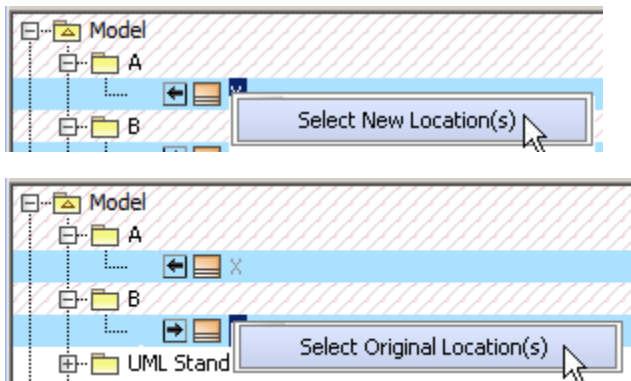 Model
A
Select New Location(s)
B
Model
A
X
B
Select Original Location(s)
UML Stand